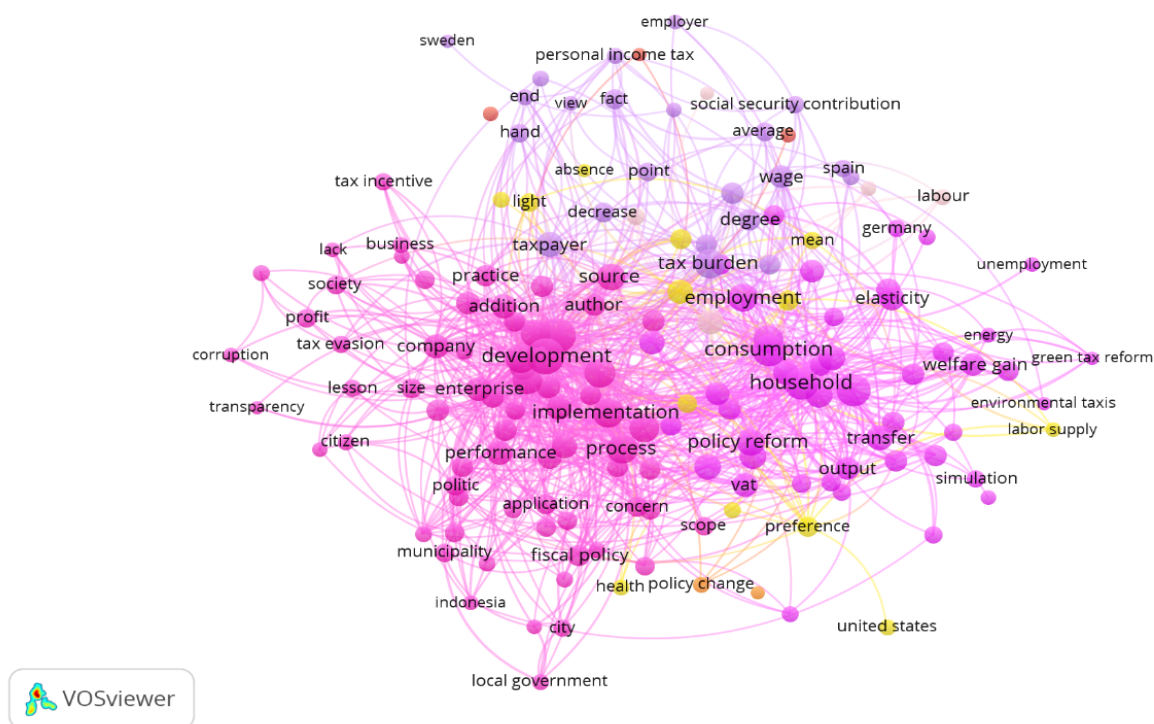 employer
sweden
personal income tax
end
view
fact
social security contribution
hand
average
absence
point
spain
tax incentive
wage
light
labour
decrease
degree
germany
lack
business
taxpayer
mean
unemployment
society
practice
source
tax burden
addition
author
employment
elasticity
profit
energy
corruption
tax evasion
company
development
consumption
green tax reform
welfare gain
lesson
size
enterprise
household
transparency
implementation
environmental taxis
labor supply
citizen
performance
process
policy reform
transfer
politic
vat
output
simulation
application
concern
scope
preference
municipality
fiscal policy
health
policy change
indonesia
city
united states
local government
VOSviewer